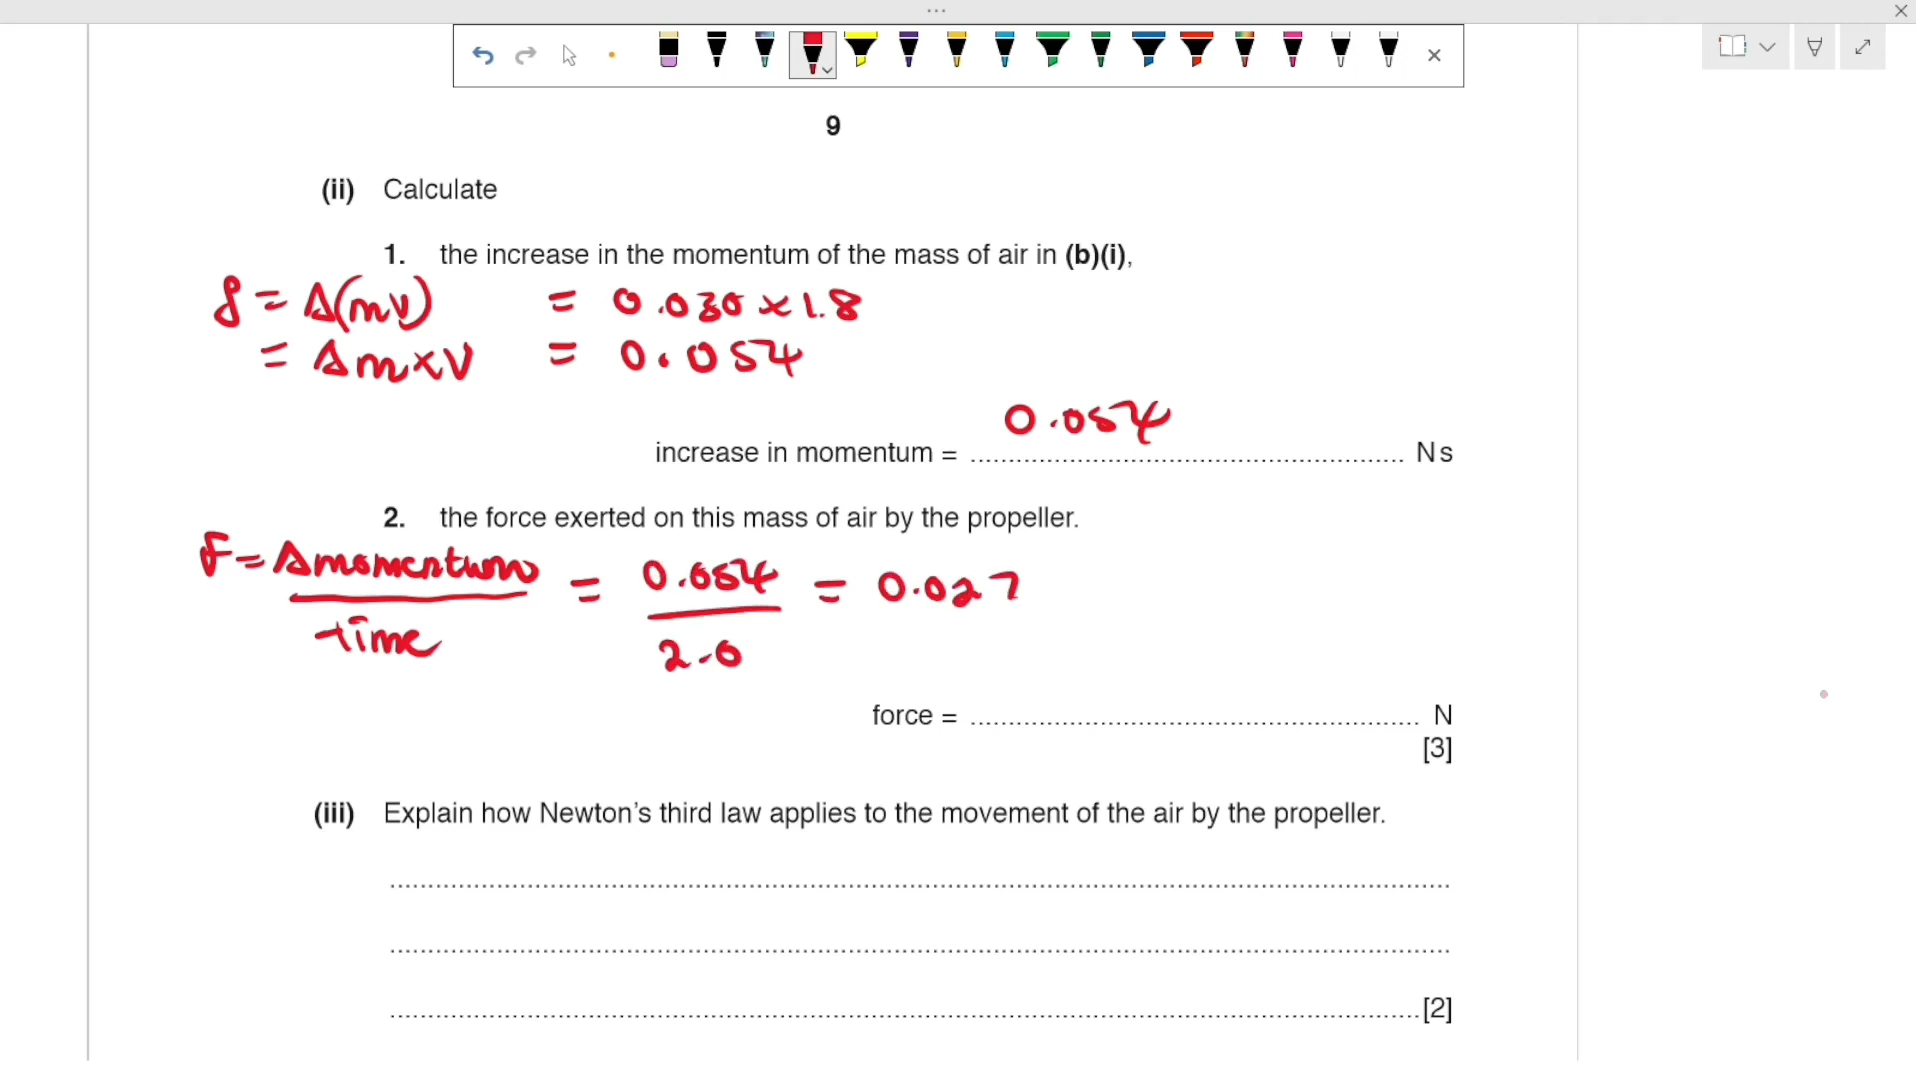 9
(ii) Calculate
1. the increase in the momentum of the mass of air in (b)(i),
= Δ(mv) = 0.030 × 1.8
= Δm×v = 0.054
0.054
increase in momentum = ........................................ Ns
2. the force exerted on this mass of air by the propeller.
F = Δmomentum / time = 0.054 / 2.0 = 0.027
force = ........................................ N
[3]
(iii) Explain how Newton's third law applies to the movement of the air by the propeller.
........................................
........................................
........................................ [2]